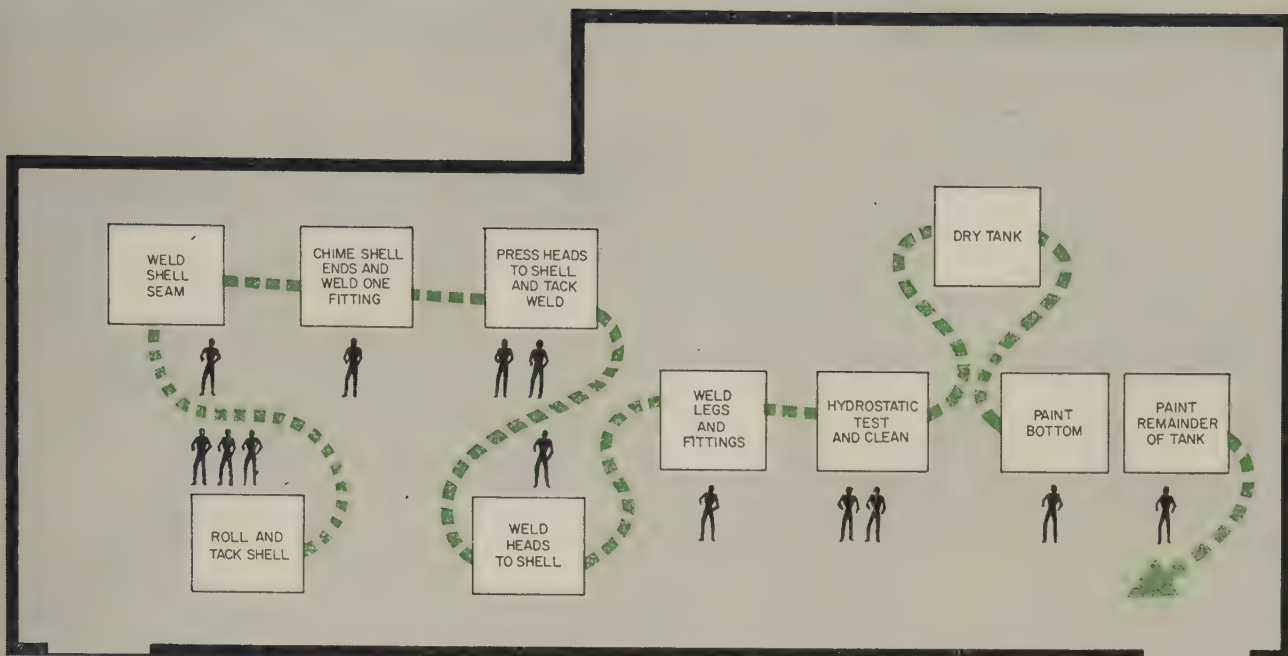 WELD
SHELL
SEAM
CHIME SHELL
ENDS AND
WELD ONE
FITTING
PRESS HEADS
TO SHELL
AND TACK
WELD
DRY TANK
WELD
LEGS
AND
FITTINGS
HYDROSTATIC
TEST
AND CLEAN
PAINT
BOTTOM
PAINT
REMAINDER
OF TANK
ROLL AND
TACK SHELL
WELD
HEADS
TO SHELL